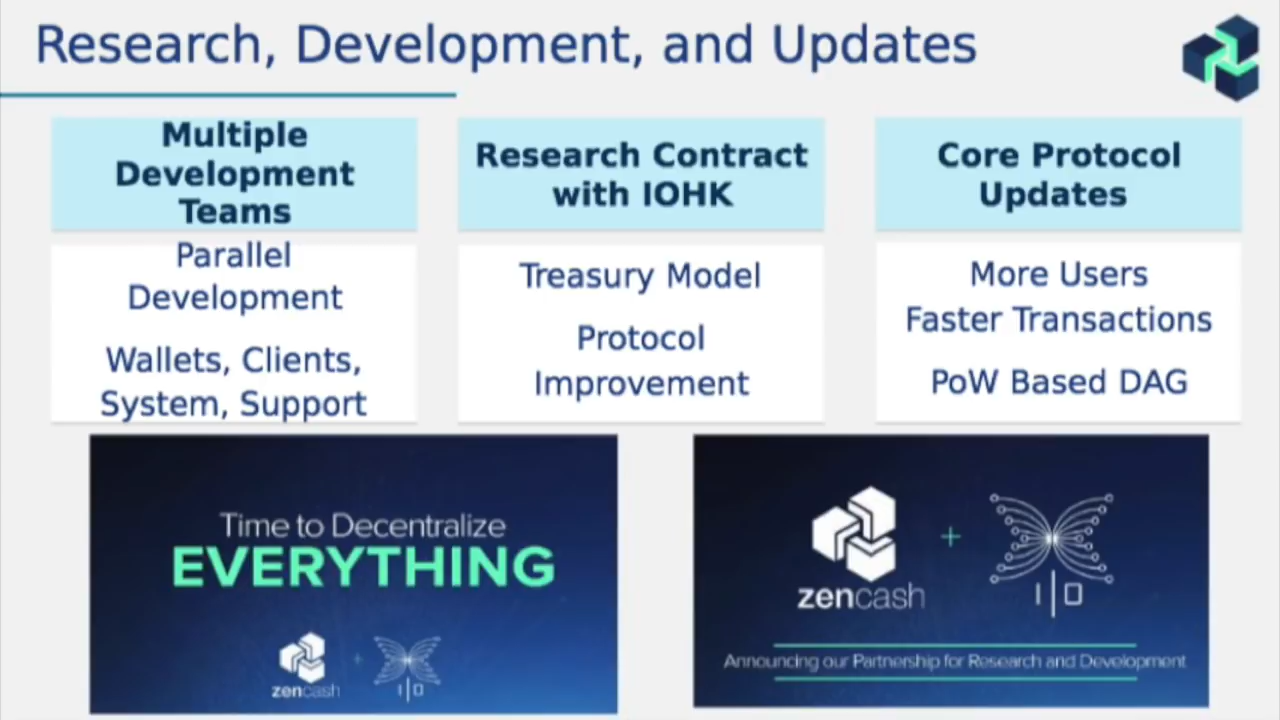 Research, Development, and Updates
Multiple
Development
Teams
Parallel
Development
Wallets, Clients,
System, Support
Research Contract
with IOHK
Treasury Model
Protocol
Improvement
Core Protocol
Updates
More Users
Faster Transactions
PoW Based DAG
Time to Decentralize
EVERYTHING
zencash
+
I|O
zencash
+
I|O
Announcing our Partnership for Research and Development